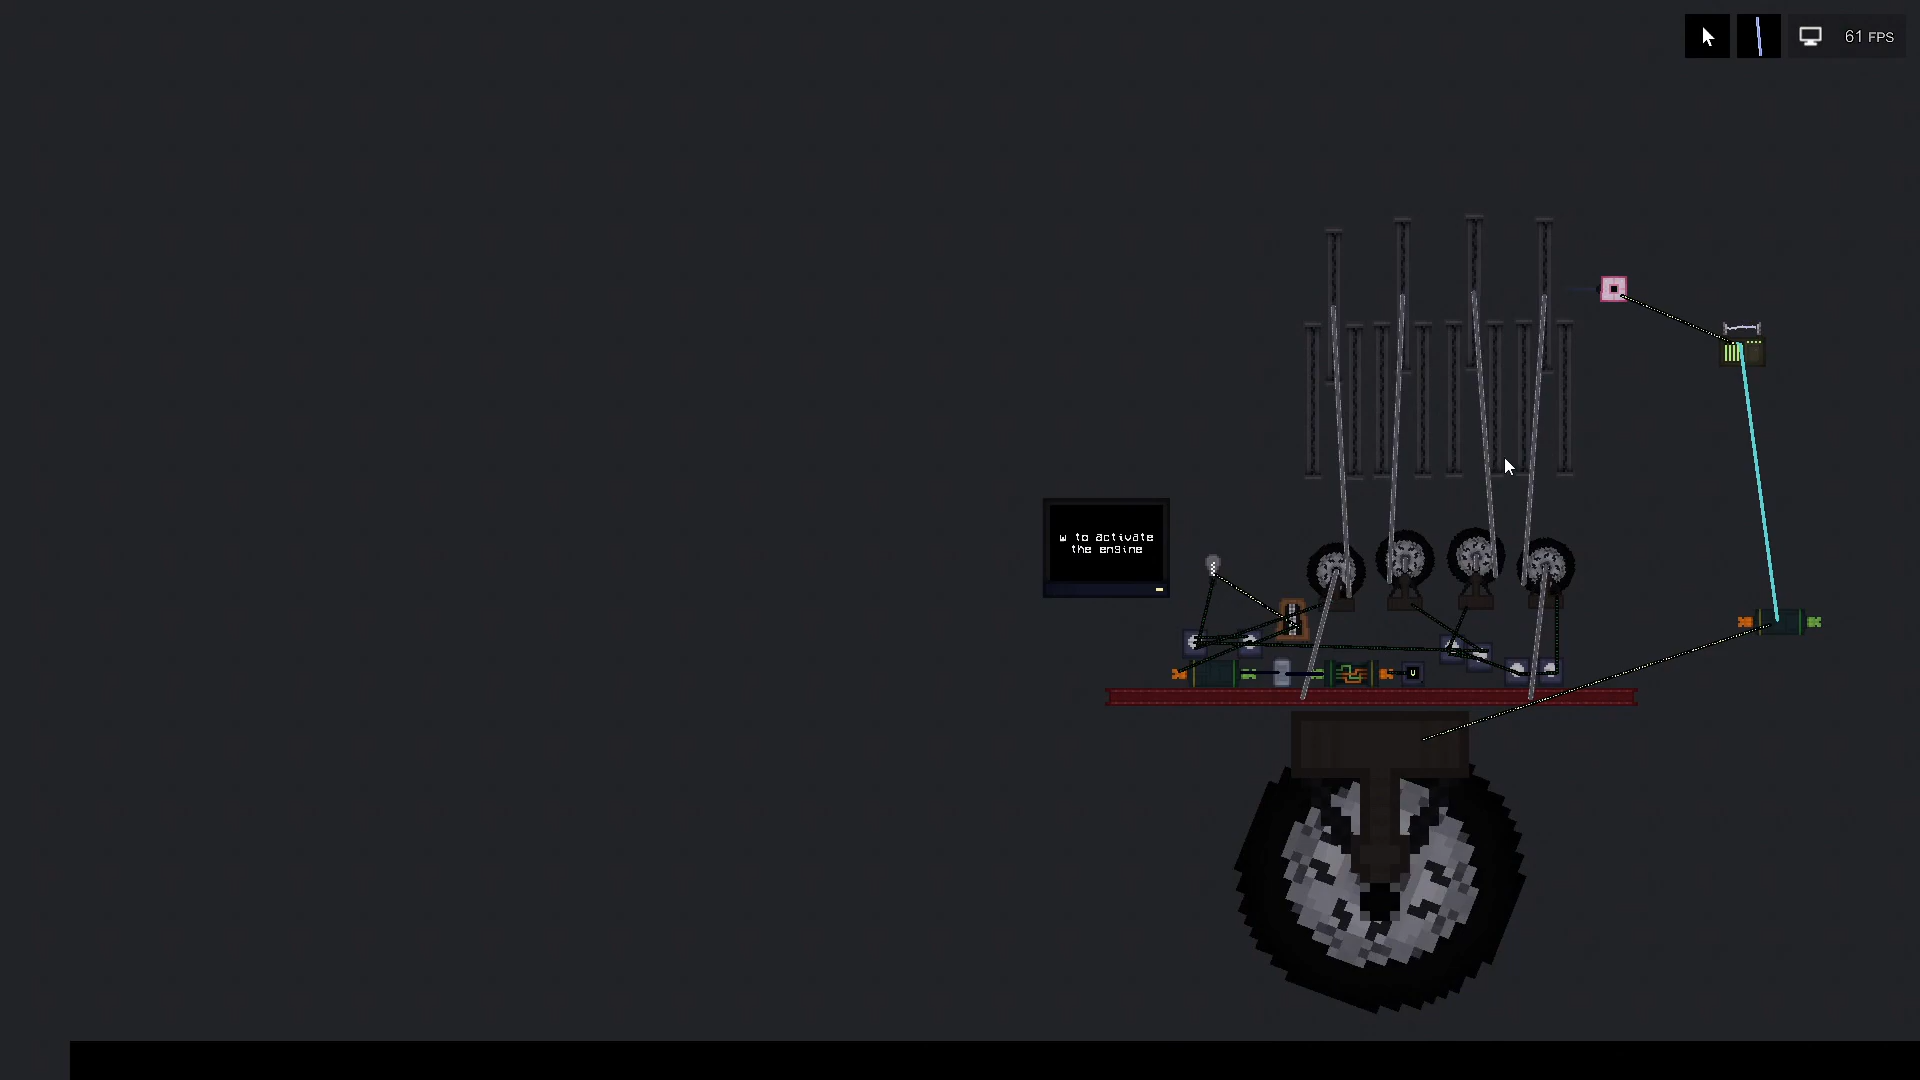 61 FPS
w to activate
the engine